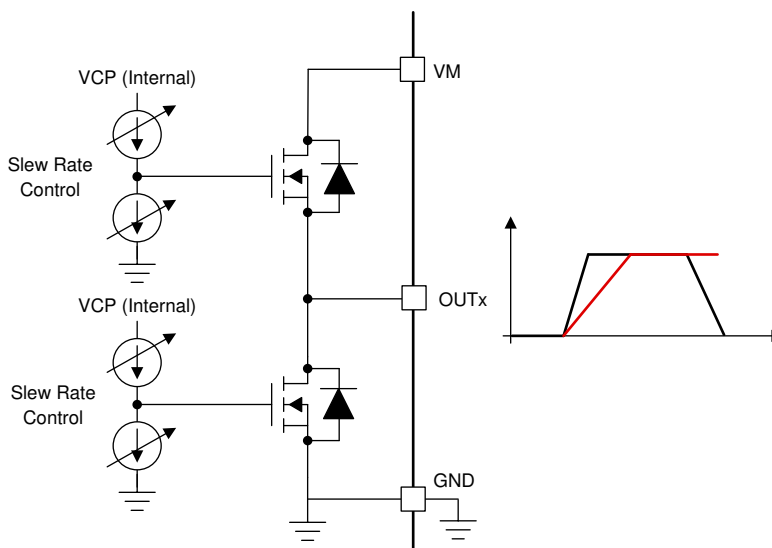 VM
VCP (Internal)
Slew Rate
Control
OUTx
VCP (Internal)
Slew Rate
Control
GND